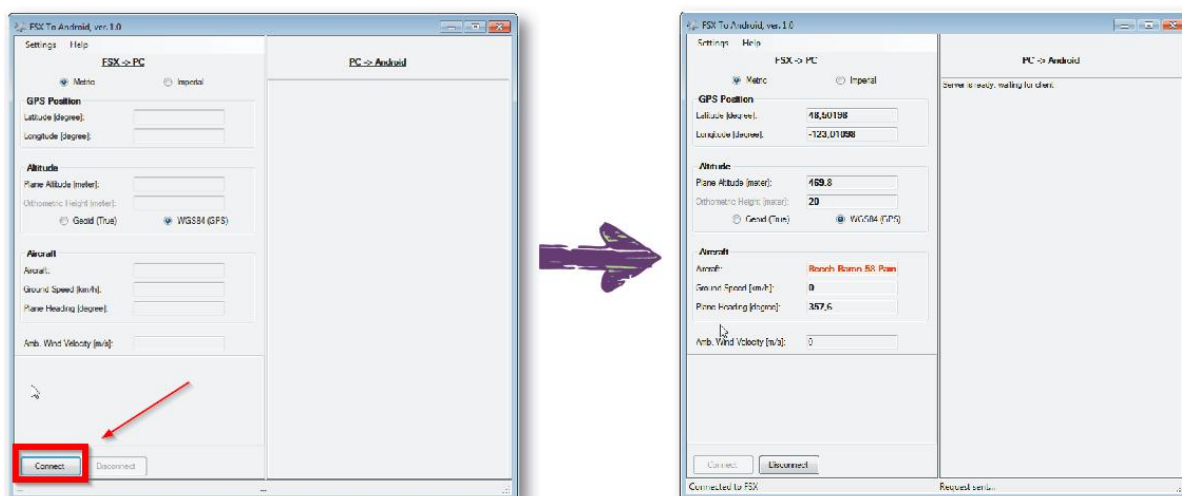 FSX To Android, ver. 1.0
Settings Help
FSX -> PC
Metric Imperial
GPS Position
Latitude [degree]:
Longitude [degree]:
Altitude
Plane Altitude [meter]:
Orthometric Height [meter]:
Geoid (True) WGS84 (GPS)
Aircraft
Aircraft:
Ground Speed [km/h]:
Plane Heading [degree]:
Amb. Wind Velocity [m/s]:
Connect Disconnect
...
...
PC -> Android
FSX To Android, ver. 1.0
Settings Help
FSX -> PC
Metric Imperial
GPS Position
Latitude [degree]: 48,50198
Longitude [degree]: -123,01098
Altitude
Plane Altitude [meter]: 469.8
Orthometric Height [meter]: 20
Geoid (True) WGS84 (GPS)
Aircraft
Aircraft: Beech Baron 58 Pain
Ground Speed [km/h]: 0
Plane Heading [degree]: 357,6
Amb. Wind Velocity [m/s]: 0
Connect Disconnect
Connected to FSX
PC -> Android
Server is ready, waiting for client
Request sent...